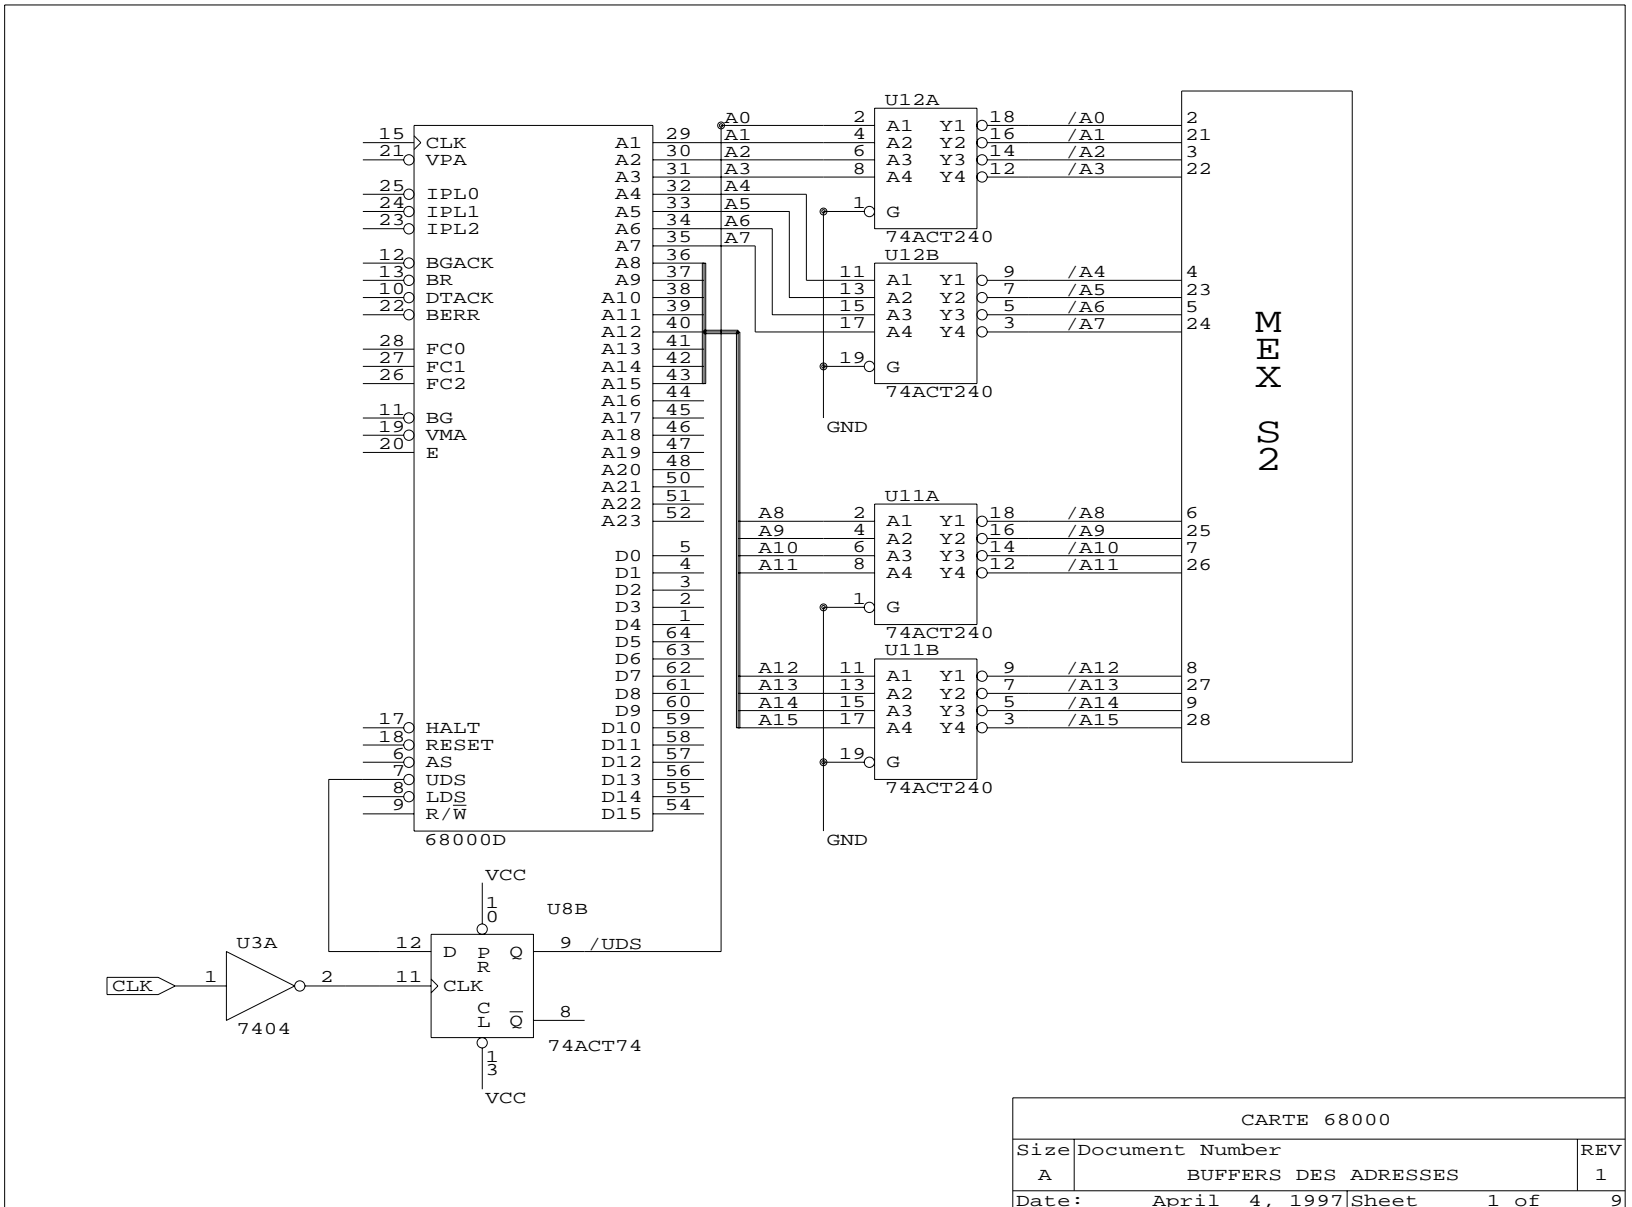 U12A
A0 2 A1 Y1 18 /A0 2
15 CLK A1 29 A1 4 A2 Y2 16 /A1 21
21 VPA A2 30 A2 6 A3 Y3 14 /A2 3
A3 31 A3 8 A4 Y4 12 /A3 22
25 IPL0 A4 32 A4
24 IPL1 A5 33 A5 1 G
23 IPL2 A6 34 A6
74ACT240
A7 35 A7
U12B
12 BGACK A8 36
13 BR A9 37 11 A1 Y1 9 /A4 4
10 DTACK A10 38 13 A2 Y2 7 /A5 23
22 BERR A11 39 15 A3 Y3 5 /A6 5
A12 40 17 A4 Y4 3 /A7 24
28 FC0 A13 41
27 FC1 A14 42 19 G
26 FC2 A15 43
74ACT240
A16 44
11 BG A17 45
GND
19 VMA A18 46
20 E A19 47
A20 48
A21 50
A22 51
A23 52
MEX S2
U11A
A8 2 A1 Y1 18 /A8 6
A9 4 A2 Y2 16 /A9 25
A10 6 A3 Y3 14 /A10 7
A11 8 A4 Y4 12 /A11 26
1 G
74ACT240
D0 5
D1 4
D2 3
D3 2
D4 1
D5 64
D6 63
D7 62
D8 61
D9 60
17 HALT D10 59
18 RESET D11 58
6 AS D12 57
7 UDS D13 56
8 LDS D14 55
9 R/W̅ D15 54
68000D
U11B
A12 11 A1 Y1 9 /A12 8
A13 13 A2 Y2 7 /A13 27
A14 15 A3 Y3 5 /A14 9
A15 17 A4 Y4 3 /A15 28
19 G
74ACT240
GND
VCC
10
U8B
U3A
12 D PR Q 9 /UDS
CLK 1 2 11 CLK
7404
CL Q̅ 8
74ACT74
13
VCC
CARTE 68000
Size Document Number REV
A BUFFERS DES ADRESSES 1
Date: April 4, 1997 Sheet 1 of 9